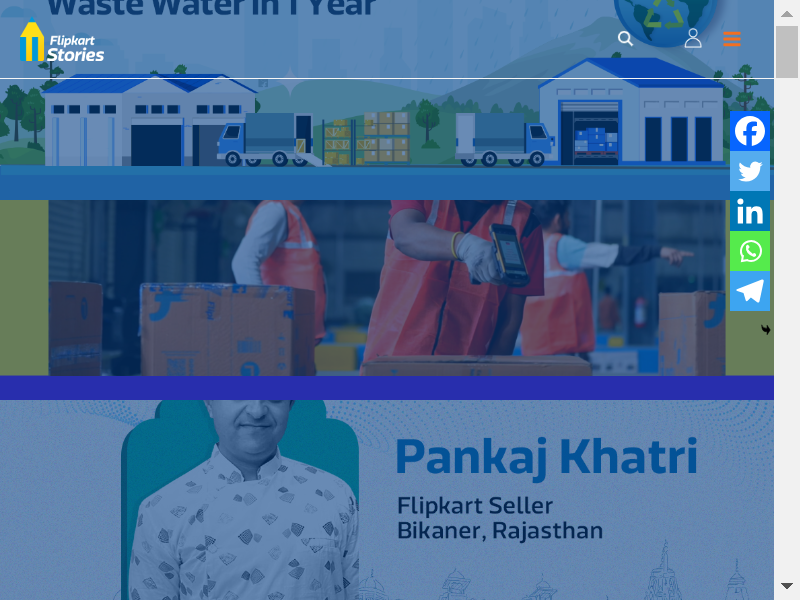 Waste Water in 1 Year
Flipkart
Stories
Pankaj Khatri
Flipkart Seller
Bikaner, Rajasthan